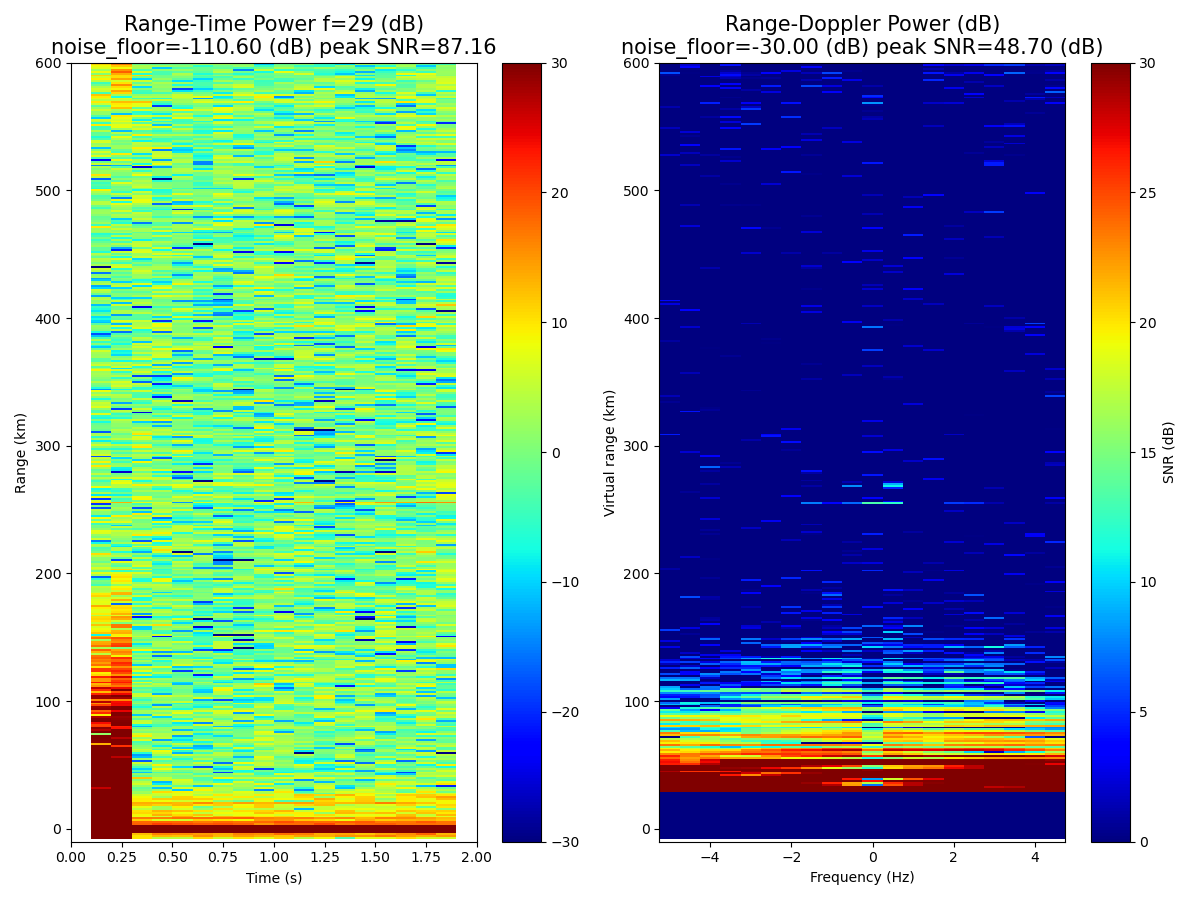 Range-Time Power f=29 (dB)
noise_floor=-110.60 (dB) peak SNR=87.16
600
500
400
300
200
100
0
Range (km)
0.00 0.25 0.50 0.75 1.00 1.25 1.50 1.75 2.00
Time (s)
30
20
10
0
−10
−20
−30
Range-Doppler Power (dB)
noise_floor=-30.00 (dB) peak SNR=48.70 (dB)
600
500
400
300
200
100
0
Virtual range (km)
−4 −2 0 2 4
Frequency (Hz)
30
25
20
15
10
5
0
SNR (dB)